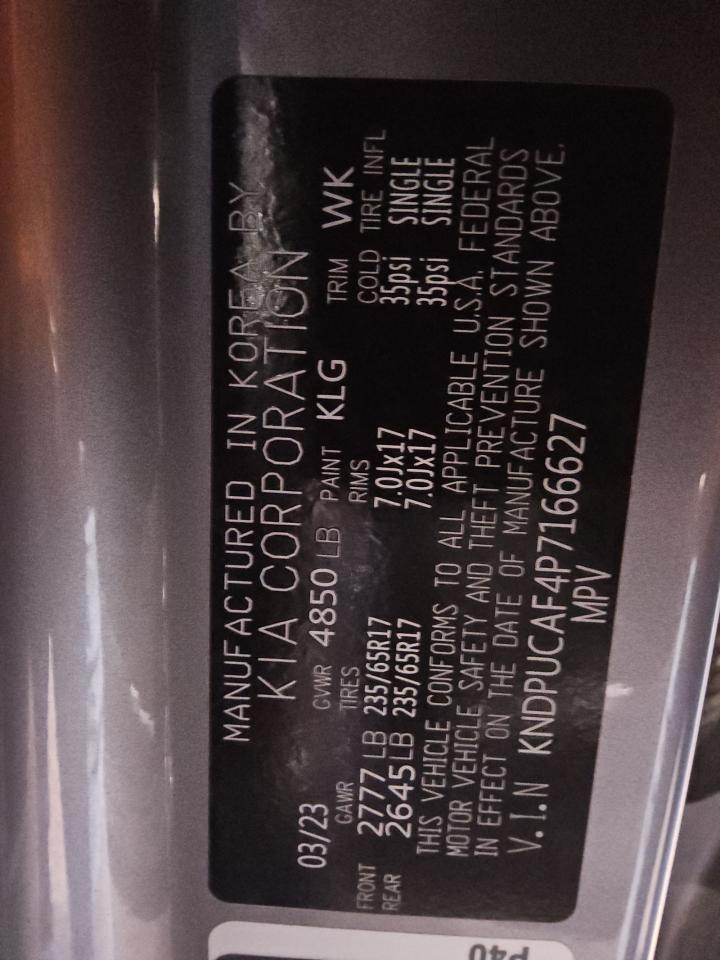 MANUFACTURED IN KOREA BY
KIA CORPORATION
03/23 GVWR 4850 LB PAINT KLG TRIM WK
GAWR TIRES RIMS COLD TIRE INFL
FRONT 2777 LB 235/65R17 7.0Jx17 35psi SINGLE
REAR 2645 LB 235/65R17 7.0Jx17 35psi SINGLE
THIS VEHICLE CONFORMS TO ALL APPLICABLE U.S.A. FEDERAL
MOTOR VEHICLE SAFETY AND THEFT PREVENTION STANDARDS
IN EFFECT ON THE DATE OF MANUFACTURE SHOWN ABOVE.
V.I.N KNDPUCAF4P7166627
MPV